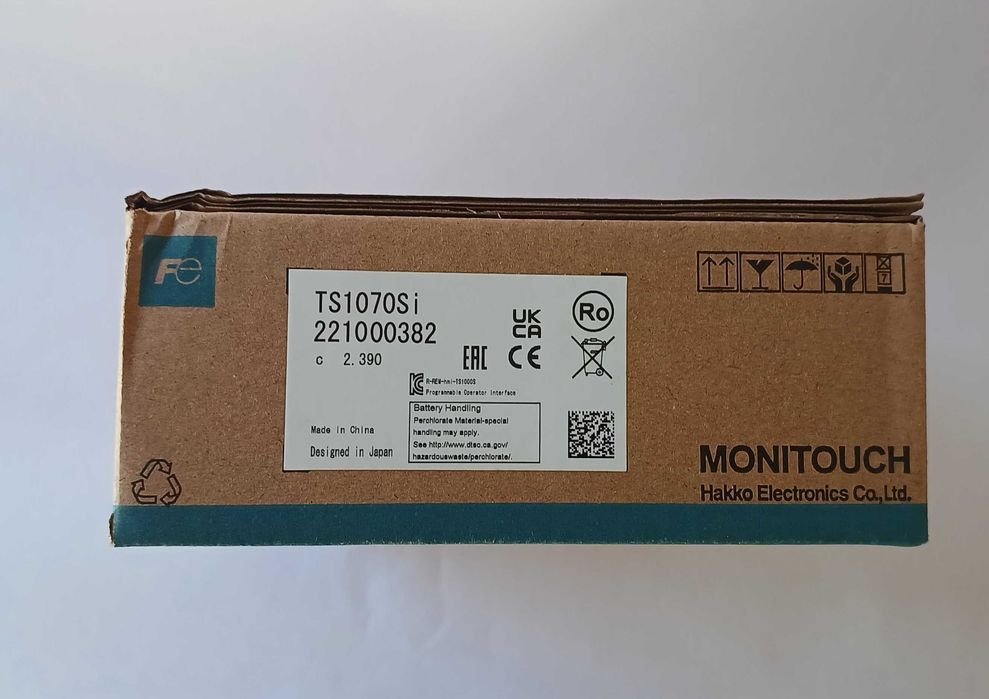 Fe
TS1070Si
221000382
c 2.390
UK
CA
Ro
EAC
CE
R-REM-hmi-TS1000S
Programmable Operator Interface
Battery Handling
Perchlorate Material-special
handling may apply.
See http://www.dtsc.ca.gov/
hazardouswaste/perchlorate/.
Made in China
Designed in Japan
7
MONITOUCH
Hakko Electronics Co.,Ltd.